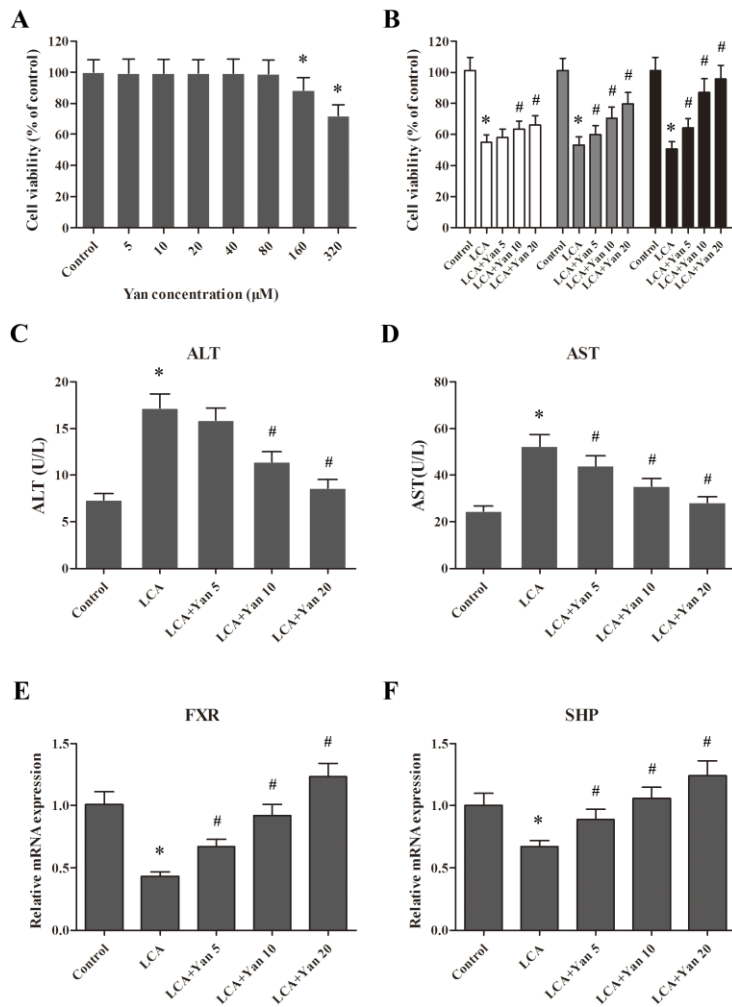 A
Cell viability (% of control)
120
100
80
60
40
20
0
*
*
Control
5
10
20
40
80
160
320
Yan concentration (μM)
B
Cell viability (% of control)
120
100
80
60
40
20
0
*
#
#
*
#
#
#
*
#
#
#
Control
LCA
LCA+Yan 5
LCA+Yan 10
LCA+Yan 20
Control
LCA
LCA+Yan 5
LCA+Yan 10
LCA+Yan 20
Control
LCA
LCA+Yan 5
LCA+Yan 10
LCA+Yan 20
C
ALT
ALT (U/L)
20
15
10
5
0
*
#
#
Control
LCA
LCA+Yan 5
LCA+Yan 10
LCA+Yan 20
D
AST
AST(U/L)
80
60
40
20
0
*
#
#
#
Control
LCA
LCA+Yan 5
LCA+Yan 10
LCA+Yan 20
E
FXR
Relative mRNA expression
1.5
1.0
0.5
0.0
*
#
#
#
Control
LCA
LCA+Yan 5
LCA+Yan 10
LCA+Yan 20
F
SHP
Relative mRNA expression
1.5
1.0
0.5
0.0
*
#
#
#
Control
LCA
LCA+Yan 5
LCA+Yan 10
LCA+Yan 20